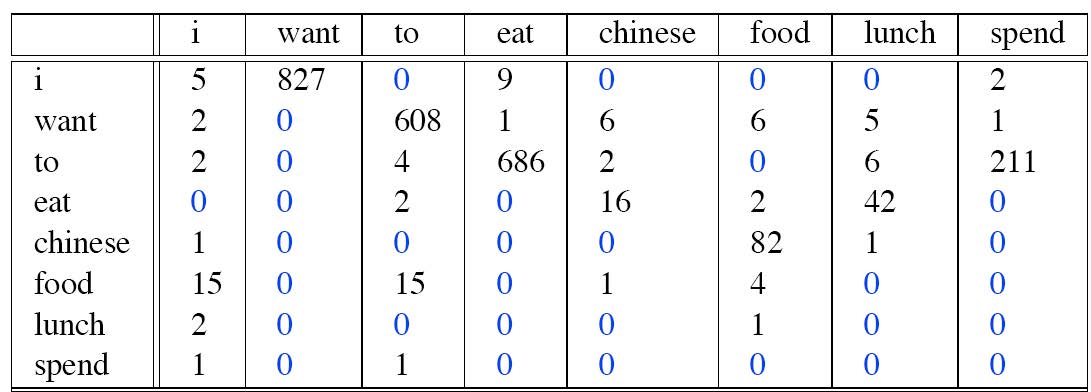 i want to eat chinese food lunch spend
i 5 827 0 9 0 0 0 2
want 2 0 608 1 6 6 5 1
to 2 0 4 686 2 0 6 211
eat 0 0 2 0 16 2 42 0
chinese 1 0 0 0 0 82 1 0
food 15 0 15 0 1 4 0 0
lunch 2 0 0 0 0 1 0 0
spend 1 0 1 0 0 0 0 0